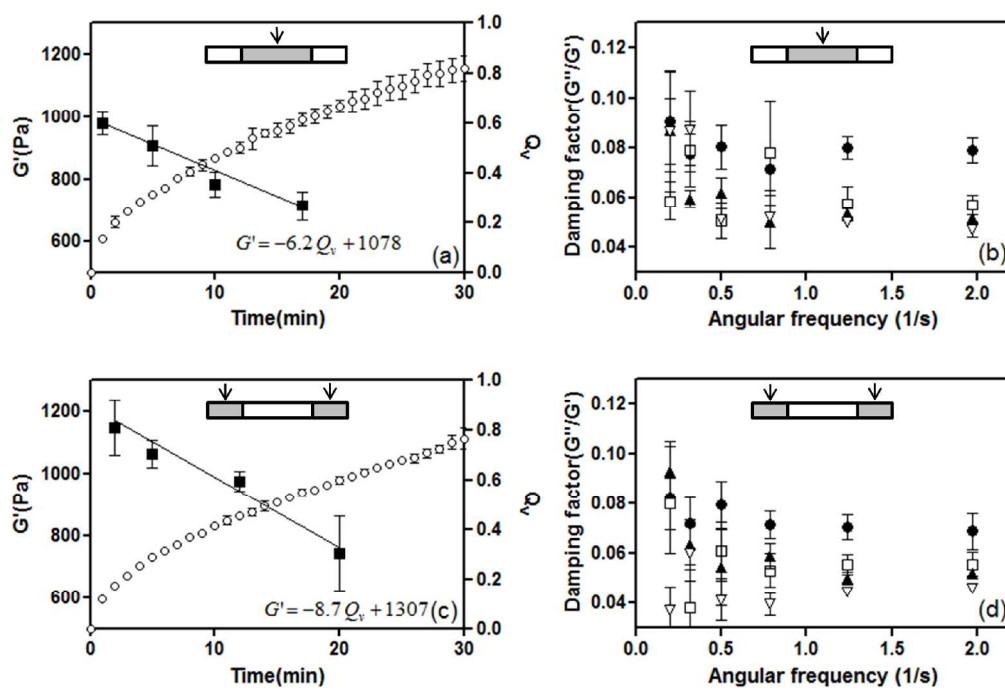 1200
1000
800
600
G'(Pa)
1.0
0.8
0.6
0.4
0.2
0.0
Qv
G' = −6.2 Qv + 1078
(a)
0 10 20 30
Time(min)
0.12
0.10
0.08
0.06
0.04
Damping factor(G''/G')
(b)
0.0 0.5 1.0 1.5 2.0
Angular frequency (1/s)
1200
1000
800
600
G'(Pa)
1.0
0.8
0.6
0.4
0.2
0.0
Qv
G' = −8.7 Qv + 1307
(c)
0 10 20 30
Time(min)
0.12
0.10
0.08
0.06
0.04
Damping factor(G''/G')
(d)
0.0 0.5 1.0 1.5 2.0
Angular frequency (1/s)